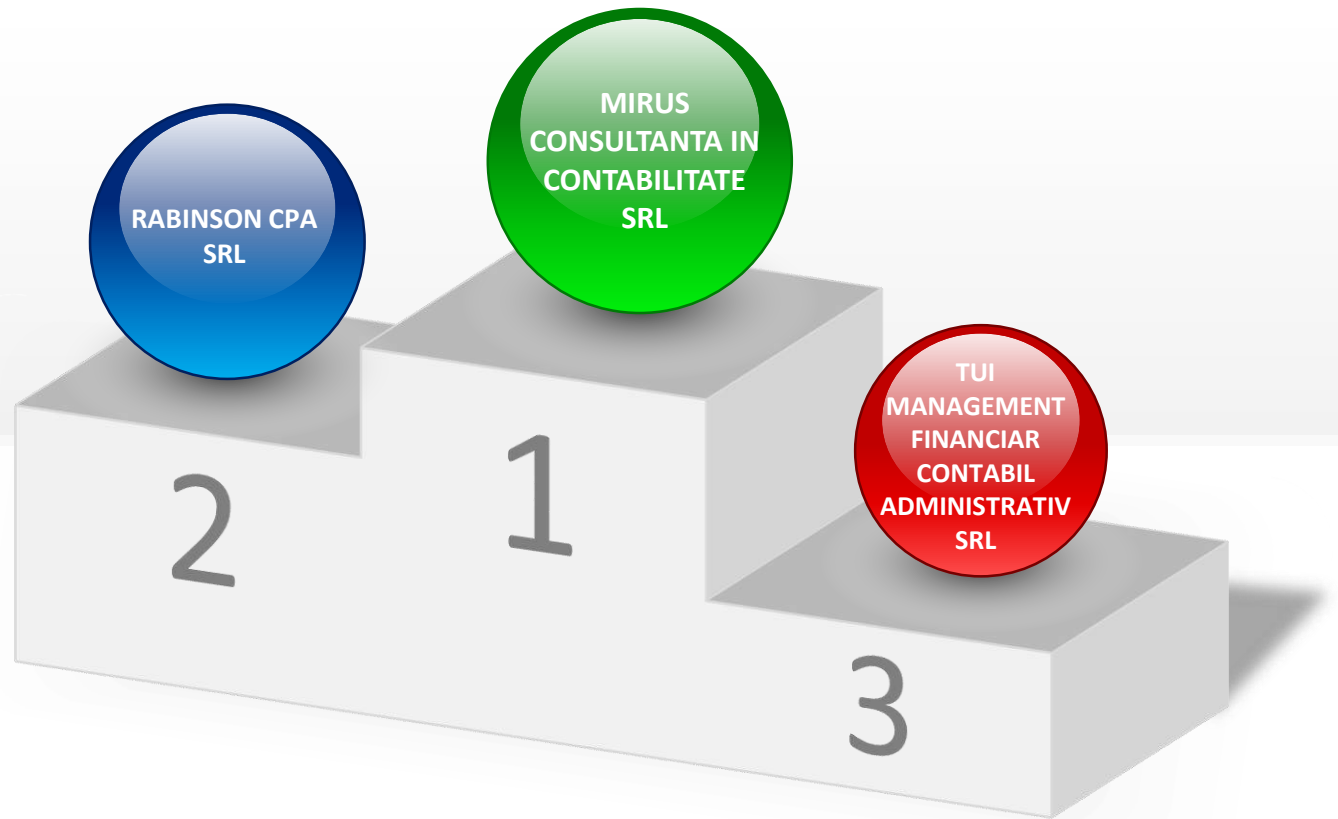 MIRUS
CONSULTANTA IN
CONTABILITATE
SRL
RABINSON CPA
SRL
TUI
MANAGEMENT
FINANCIAR
CONTABIL
ADMINISTRATIV
SRL
1
2
3